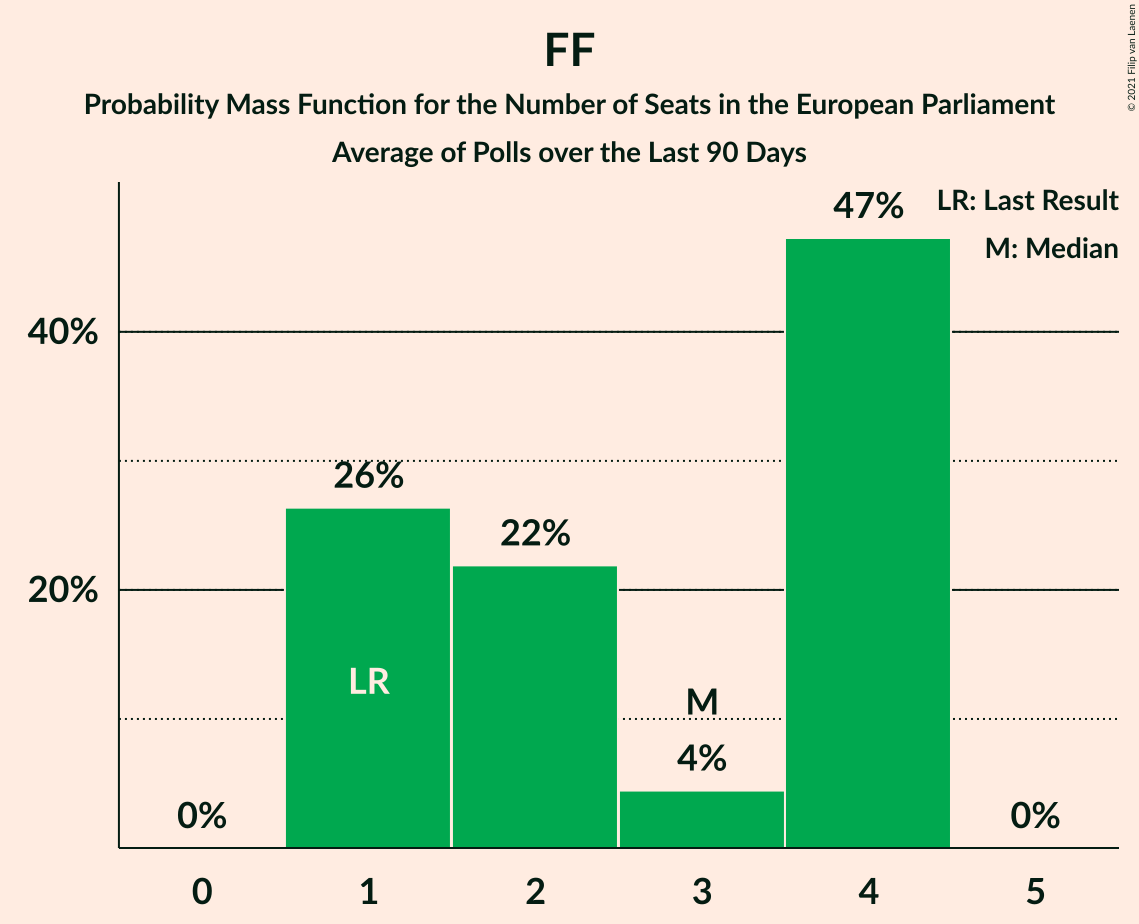 FF
Probability Mass Function for the Number of Seats in the European Parliament
Average of Polls over the Last 90 Days
© 2021 Filip van Laenen
LR: Last Result
M: Median
47%
40%
26%
22%
20%
LR
M
4%
0%
0%
0 1 2 3 4 5